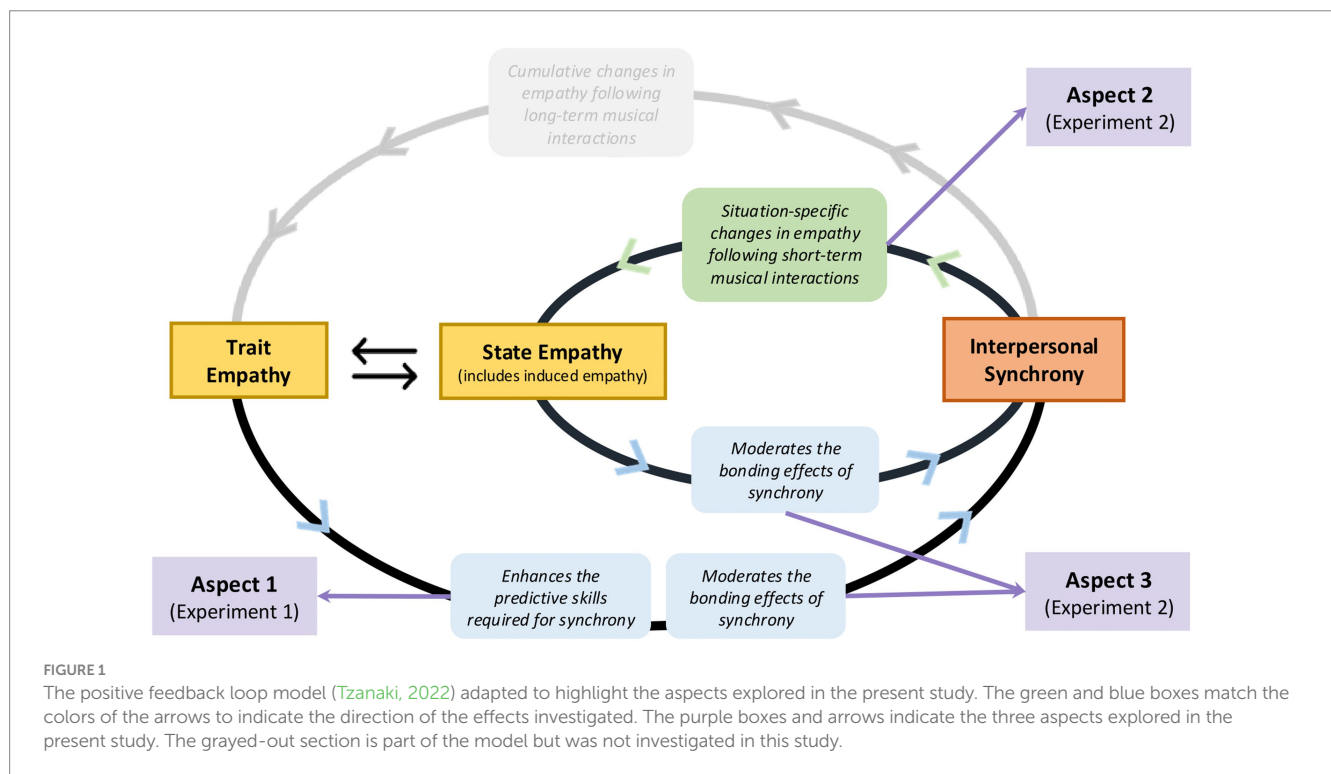 Cumulative changes in
empathy following
long-term musical
interactions
Aspect 2
(Experiment 2)
Situation-specific
changes in empathy
following short-term
musical interactions
Trait
Empathy
State Empathy
(includes induced empathy)
Interpersonal
Synchrony
Moderates the
bonding effects of
synchrony
Aspect 1
(Experiment 1)
Enhances the
predictive skills
required for synchrony
Moderates the
bonding effects of
synchrony
Aspect 3
(Experiment 2)
FIGURE 1
The positive feedback loop model (Tzanaki, 2022) adapted to highlight the aspects explored in the present study. The green and blue boxes match the
colors of the arrows to indicate the direction of the effects investigated. The purple boxes and arrows indicate the three aspects explored in the
present study. The grayed-out section is part of the model but was not investigated in this study.